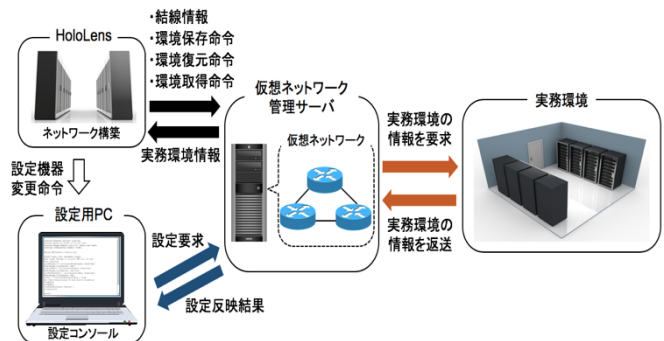 HoloLens
・結線情報
・環境保存命令
・環境復元命令
・環境取得命令
ネットワーク構築
実務環境情報
仮想ネットワーク
管理サーバ
仮想ネットワーク
実務環境の
情報を要求
実務環境の
情報を返送
実務環境
設定機器
変更命令
設定用PC
設定要求
設定反映結果
設定コンソール